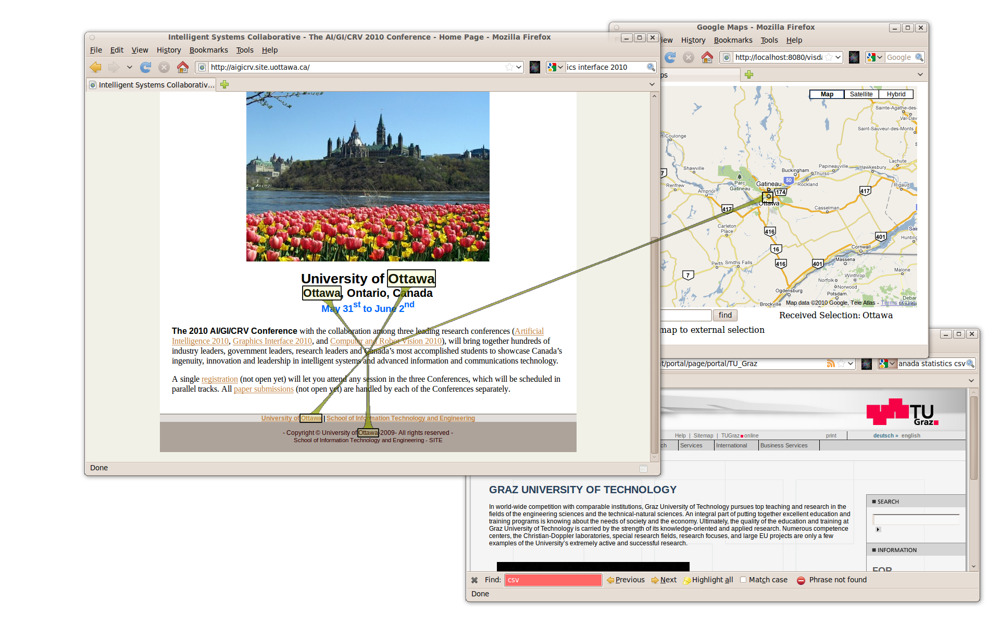 Intelligent Systems Collaborative - The AI/GI/CRV 2010 Conference - Home Page - Mozilla Firefox
File Edit View History Bookmarks Tools Help
http://aigicrv.site.uottawa.ca/
ics interface 2010
Intelligent Systems Collaborativ...
University of Ottawa
Ottawa, Ontario, Canada
May 31st to June 2nd
The 2010 AI/GI/CRV Conference with the collaboration among three leading research conferences (Artificial
Intelligence 2010, Graphics Interface 2010, and Computer and Robot Vision 2010), will bring together hundreds of
industry leaders, government leaders, research leaders and Canada's most accomplished students to showcase Canada's
ingenuity, innovation and leadership in intelligent systems and advanced information and communications technology.
A single registration (not open yet) will let you attend any session in the three Conferences, which will be scheduled in
parallel tracks. All paper submissions (not open yet) are handled by each of the Conferences separately.
University of Ottawa | School of Information Technology and Engineering
- Copyright © University of Ottawa-2009- All rights reserved -
School of Information Technology and Engineering - SITE
Done
Google Maps - Mozilla Firefox
iew History Bookmarks Tools Help
http://localhost:8080/visda
Google
ps
Map Satellite Hybrid
Sainte-Agathe-des-
Val-Dav
Saint-Sauveur-des-Monts
rt-Coulonge
Lachute
Shawville
Papineauville
Hawkesbury
Buckingham
Thurso
7
50
Renfrew
Parc
Gatineau
Gatineau
Rockland
Rigaud
Arnprior
174
417
Ottawa
417
Casselman
Carleton
Place
416
Sain
401
Hunting
16
Cornwall
Perth
Smiths Falls
416
401
Massena
7
Malone
Winthrop
Norfolk
Norwood
Ogdensburg
Potsdam
Debar
Mountain
Brockville
Map data ©2010 Google, Tele Atlas - Terms
find
Received Selection: Ottawa
map to external selection
t/portal/page/portal/TU_Graz
anada statistics csv
TU
Graz
Help | Sitemap | TUGraz online
print
deutsch » english
ch
Services
International
Business Services
GRAZ UNIVERSITY OF TECHNOLOGY
In world-wide competition with comparable institutions, Graz University of Technology pursues top teaching and research in the
fields of the engineering sciences and the technical-natural sciences. An integral part of putting together excellent education and
training programs is knowing about the needs of society and the economy. Ultimately, the quality of the education and training at
Graz University of Technology is carried by the strength of its knowledge-oriented and applied research. Numerous competence
centers, the Christian-Doppler laboratories, special research fields, research focuses, and large EU projects are only a few
examples of the University's extremely active and successful research.
SEARCH
INFORMATION
FOR
Find: csv Previous Next Highlight all Match case Phrase not found
Done